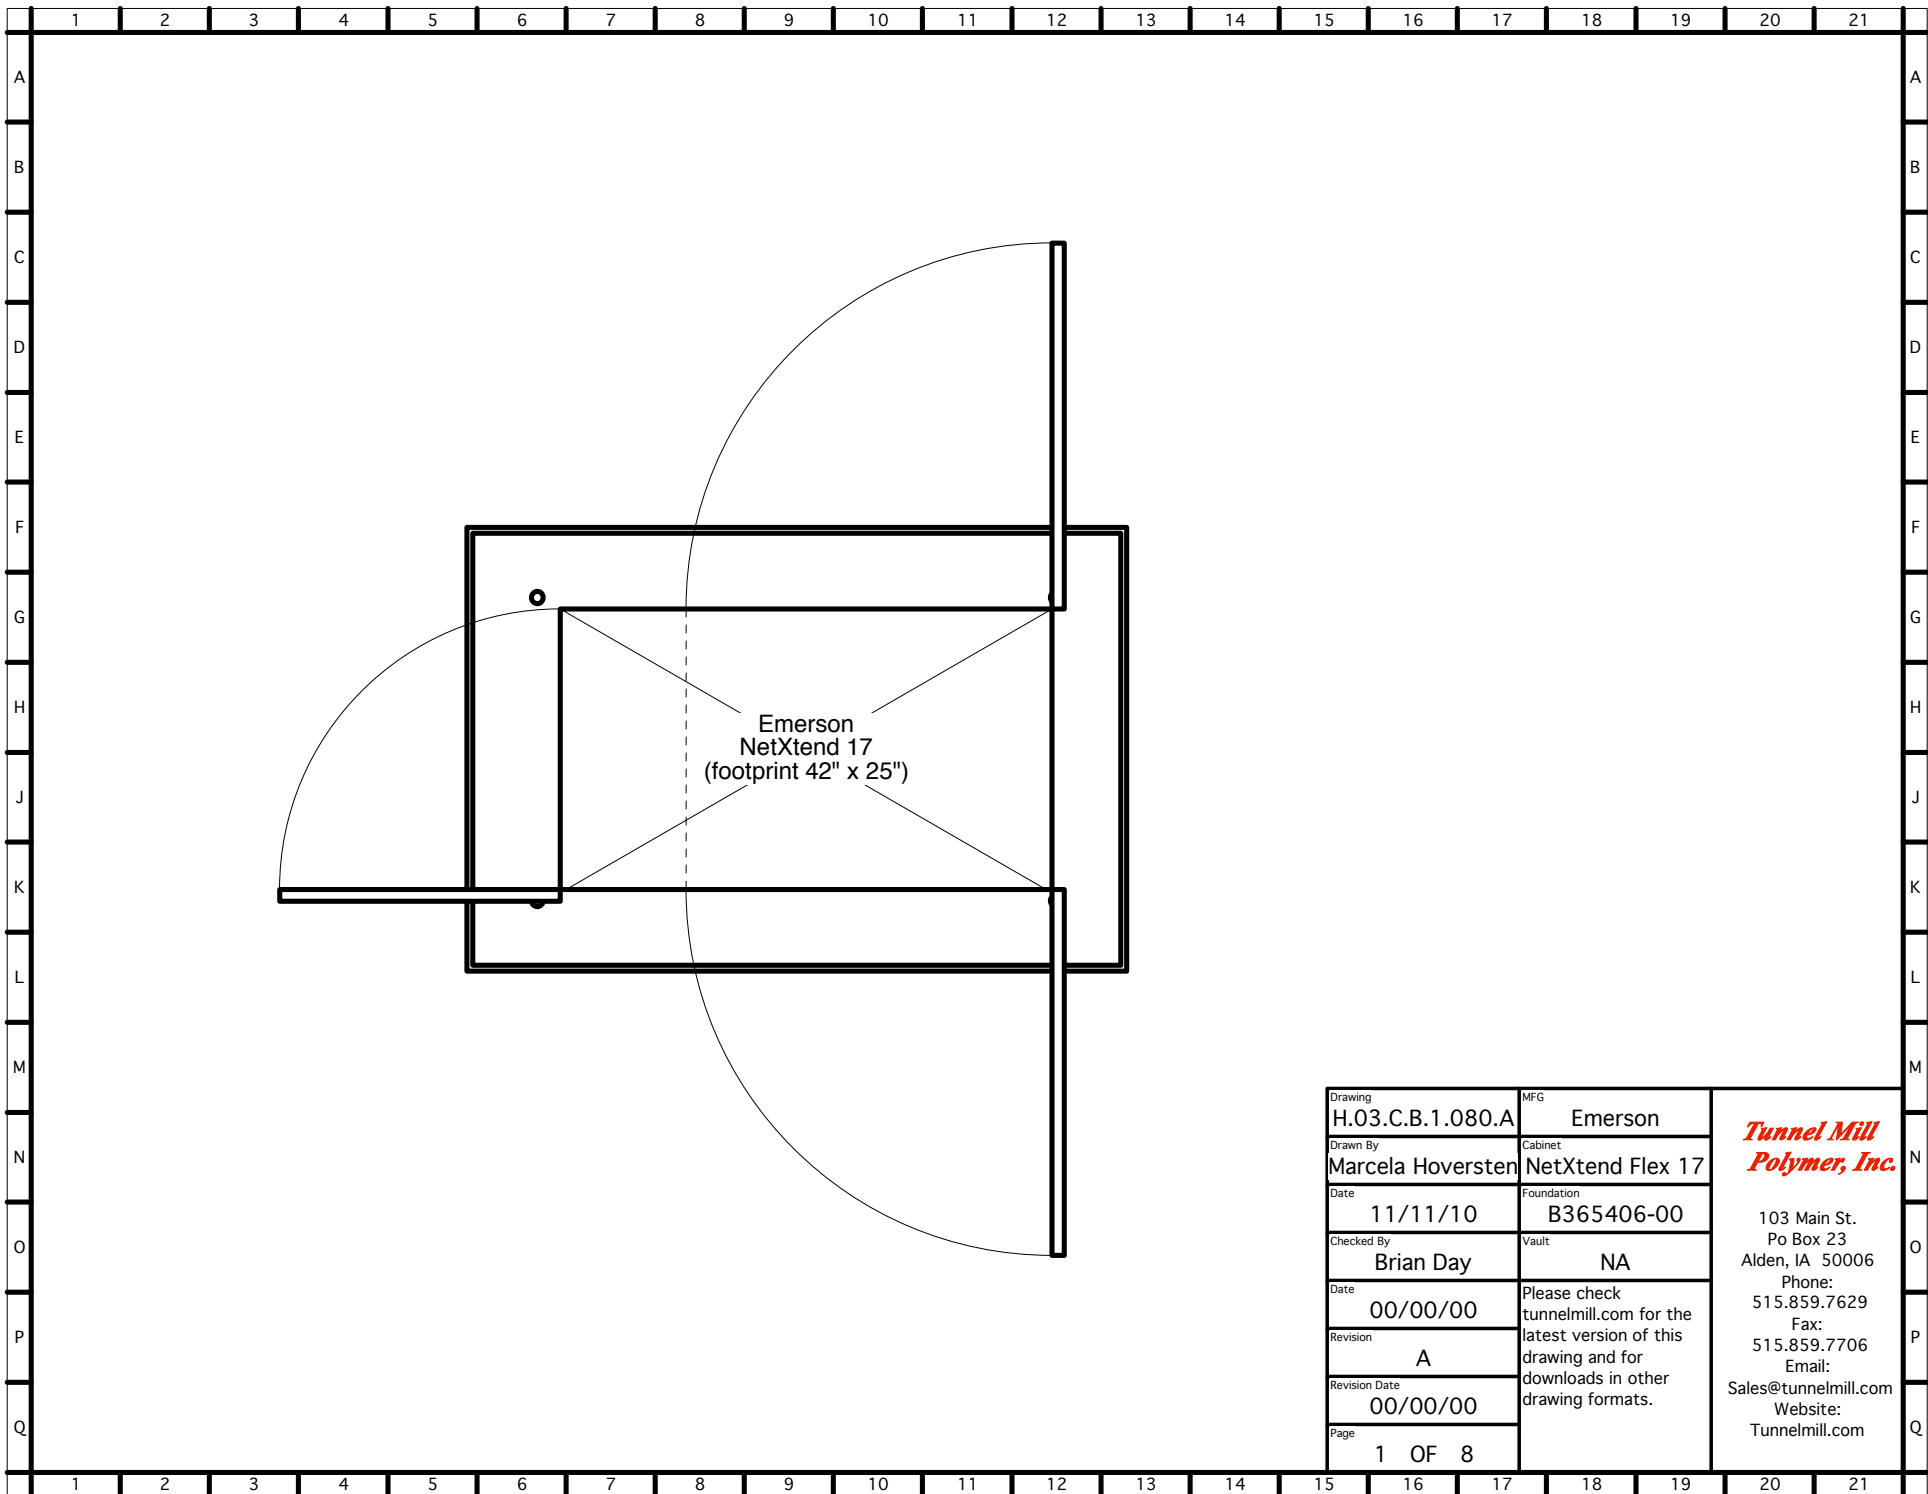 1 2 3 4 5 6 7 8 9 10 11 12 13 14 15 16 17 18 19 20 21
A A
B B
C C
D D
E E
F F
G G
H H
J J
K K
L L
M M
N N
O O
P P
Q Q
Emerson
NetXtend 17
(footprint 42" x 25")
Drawing
H.03.C.B.1.080.A
MFG
Emerson
Drawn By
Marcela Hoversten
Cabinet
NetXtend Flex 17
Date
11/11/10
Foundation
B365406-00
Checked By
Brian Day
Vault
NA
Date
00/00/00
Revision
A
Revision Date
00/00/00
Page
1 OF 8
Please check
tunnelmill.com for the
latest version of this
drawing and for
downloads in other
drawing formats.
Tunnel Mill
Polymer, Inc.
103 Main St.
Po Box 23
Alden, IA 50006
Phone:
515.859.7629
Fax:
515.859.7706
Email:
Sales@tunnelmill.com
Website:
Tunnelmill.com
1 2 3 4 5 6 7 8 9 10 11 12 13 14 15 16 17 18 19 20 21